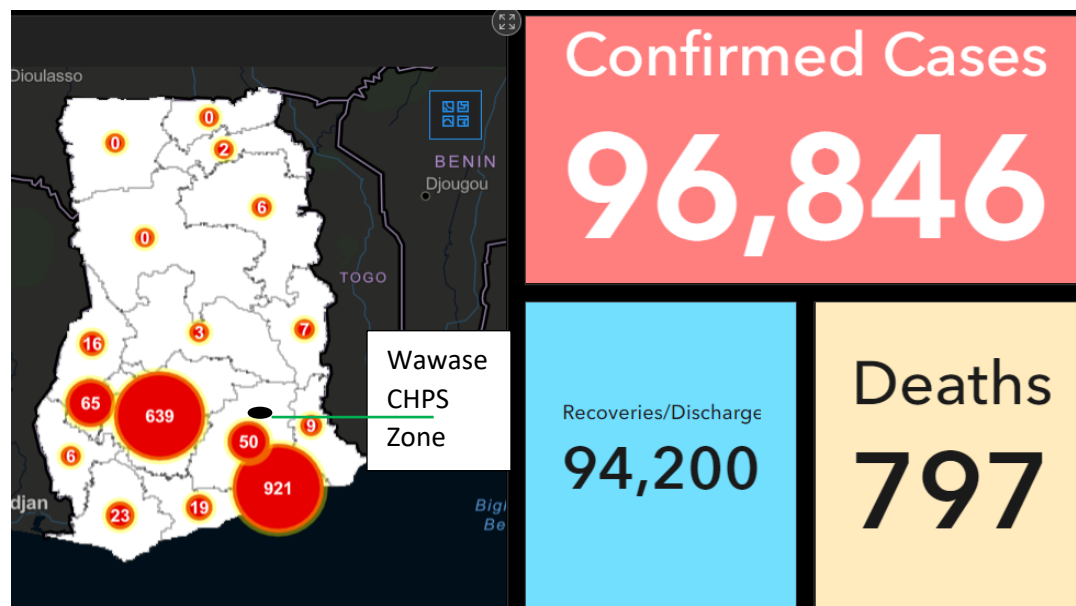 Dioulasso
0
0
2
BENIN
Djougou
6
0
TOGO
3
7
16
Wawase
CHPS
Zone
65
639
9
50
6
921
djan
19
23
Bigh
Be
Confirmed Cases
96,846
Recoveries/Discharge
94,200
Deaths
797